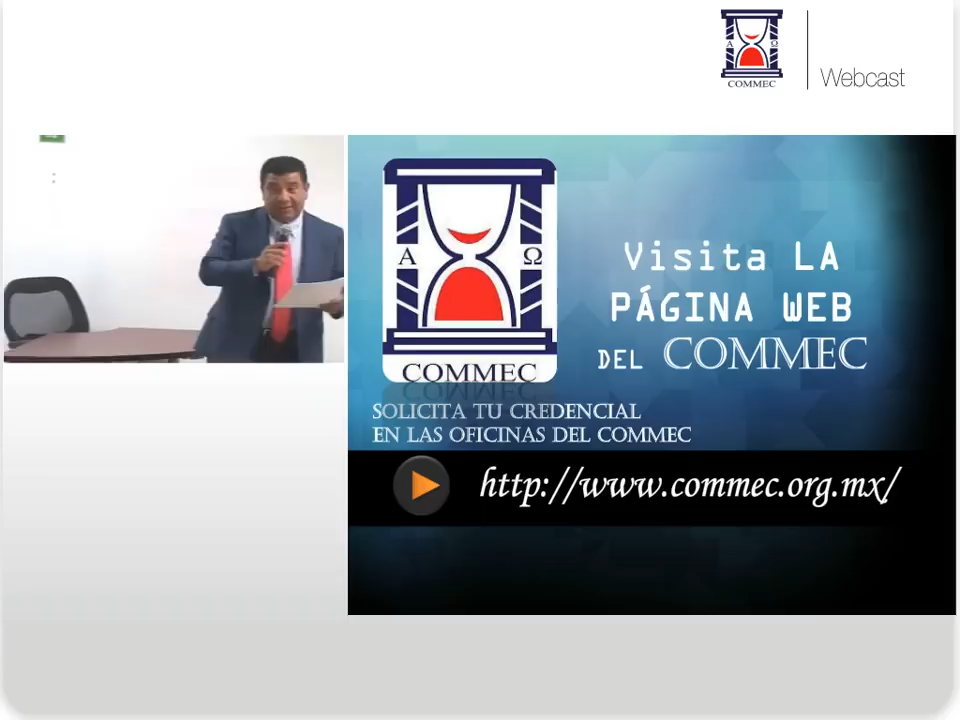 Α Ω
COMMEC
Webcast
Α Ω
COMMEC
Visita LA
PÁGINA WEB
DEL COMMEC
SOLICITA TU CREDENCIAL
EN LAS OFICINAS DEL COMMEC
http://www.commec.org.mx/